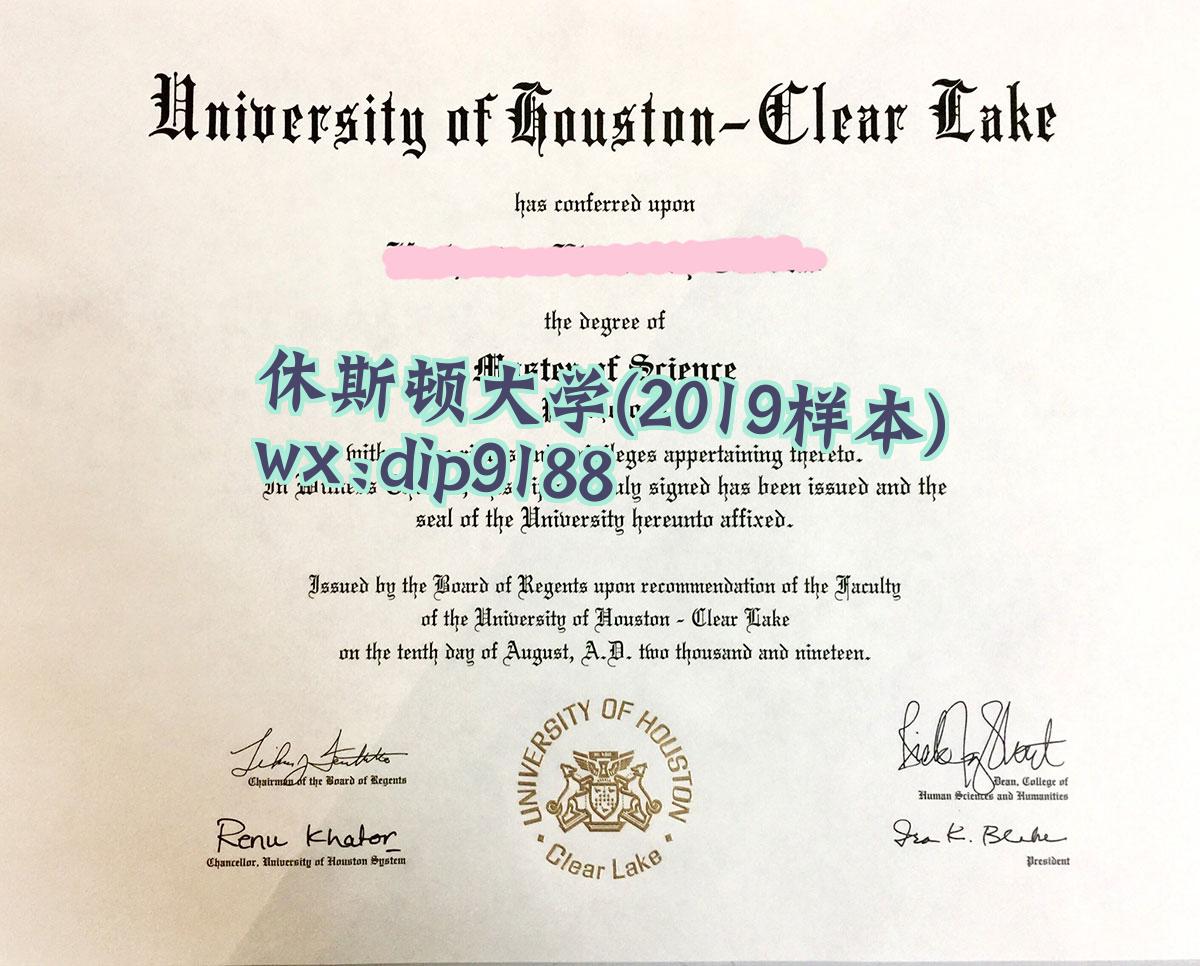 University of Houston-Clear Lake
has conferred upon
the degree of
Master of Science
休斯顿大学(2019样本)
wx:dip9188
with leges appertaining thereto.
In Witness uly signed has been issued and the
seal of the University hereunto affixed.
Issued by the Board of Regents upon recommendation of the Faculty
of the University of Houston - Clear Lake
on the tenth day of August, A.D. two thousand and nineteen.
UNIVERSITY OF HOUSTON
Clear Lake
Chairman of the Board of Regents
Renu Khator
Chancellor, University of Houston System
Dean, College of
Human Sciences and Humanities
President